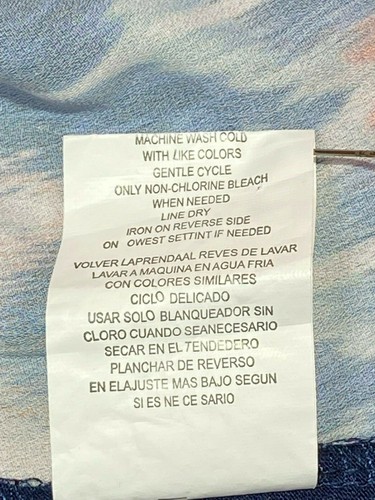 MACHINE WASH COLD
WITH LIKE COLORS
GENTLE CYCLE
ONLY NON-CHLORINE BLEACH
WHEN NEEDED
LINE DRY
IRON ON REVERSE SIDE
ON OWEST SETTINT IF NEEDED
VOLVER LAPRENDAAL REVES DE LAVAR
LAVAR A MAQUINA EN AGUA FRIA
CON COLORES SIMILARES
CICLO DELICADO
USAR SOLO BLANQUEADOR SIN
CLORO CUANDO SEANECESARIO
SECAR EN EL TENDEDERO
PLANCHAR DE REVERSO
EN ELAJUSTE MAS BAJO SEGUN
SI ES NE CE SARIO